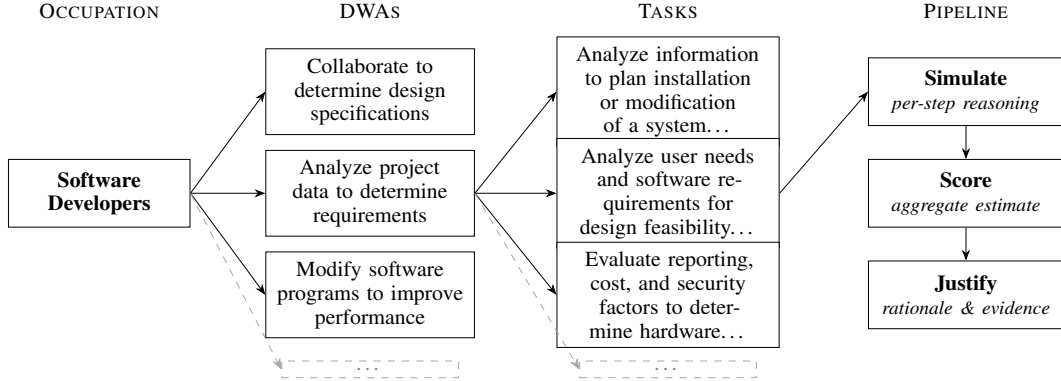 OCCUPATION
DWAS
TASKS
PIPELINE
Software
Developers
Collaborate to
determine design
specifications
Analyze project
data to determine
requirements
Modify software
programs to improve
performance
...
Analyze information
to plan installation
or modification
of a system...
Analyze user needs
and software re-
quirements for
design feasibility...
Evaluate reporting,
cost, and security
factors to deter-
mine hardware...
...
Simulate
per-step reasoning
Score
aggregate estimate
Justify
rationale & evidence